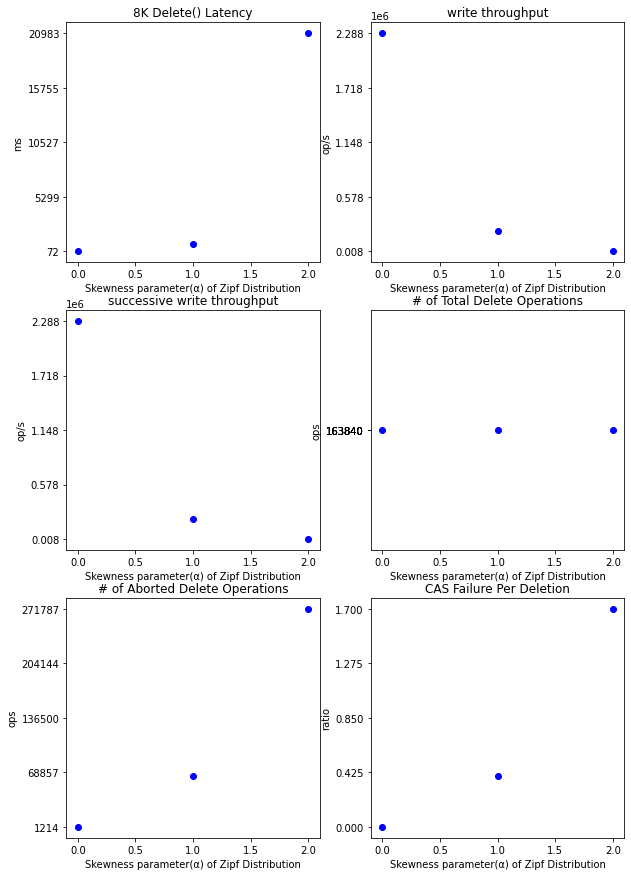 8K Delete() Latency
20983
15755
10527
5299
72
ms
0.0 0.5 1.0 1.5 2.0
Skewness parameter(α) of Zipf Distribution
write throughput
1e6
2.288
1.718
1.148
0.578
0.008
op/s
0.0 0.5 1.0 1.5 2.0
Skewness parameter(α) of Zipf Distribution
successive write throughput
1e6
2.288
1.718
1.148
0.578
0.008
op/s
0.0 0.5 1.0 1.5 2.0
Skewness parameter(α) of Zipf Distribution
# of Total Delete Operations
ops
0.0 0.5 1.0 1.5 2.0
Skewness parameter(α) of Zipf Distribution
# of Aborted Delete Operations
271787
204144
136500
68857
1214
ops
0.0 0.5 1.0 1.5 2.0
Skewness parameter(α) of Zipf Distribution
CAS Failure Per Deletion
1.700
1.275
0.850
0.425
0.000
ratio
0.0 0.5 1.0 1.5 2.0
Skewness parameter(α) of Zipf Distribution